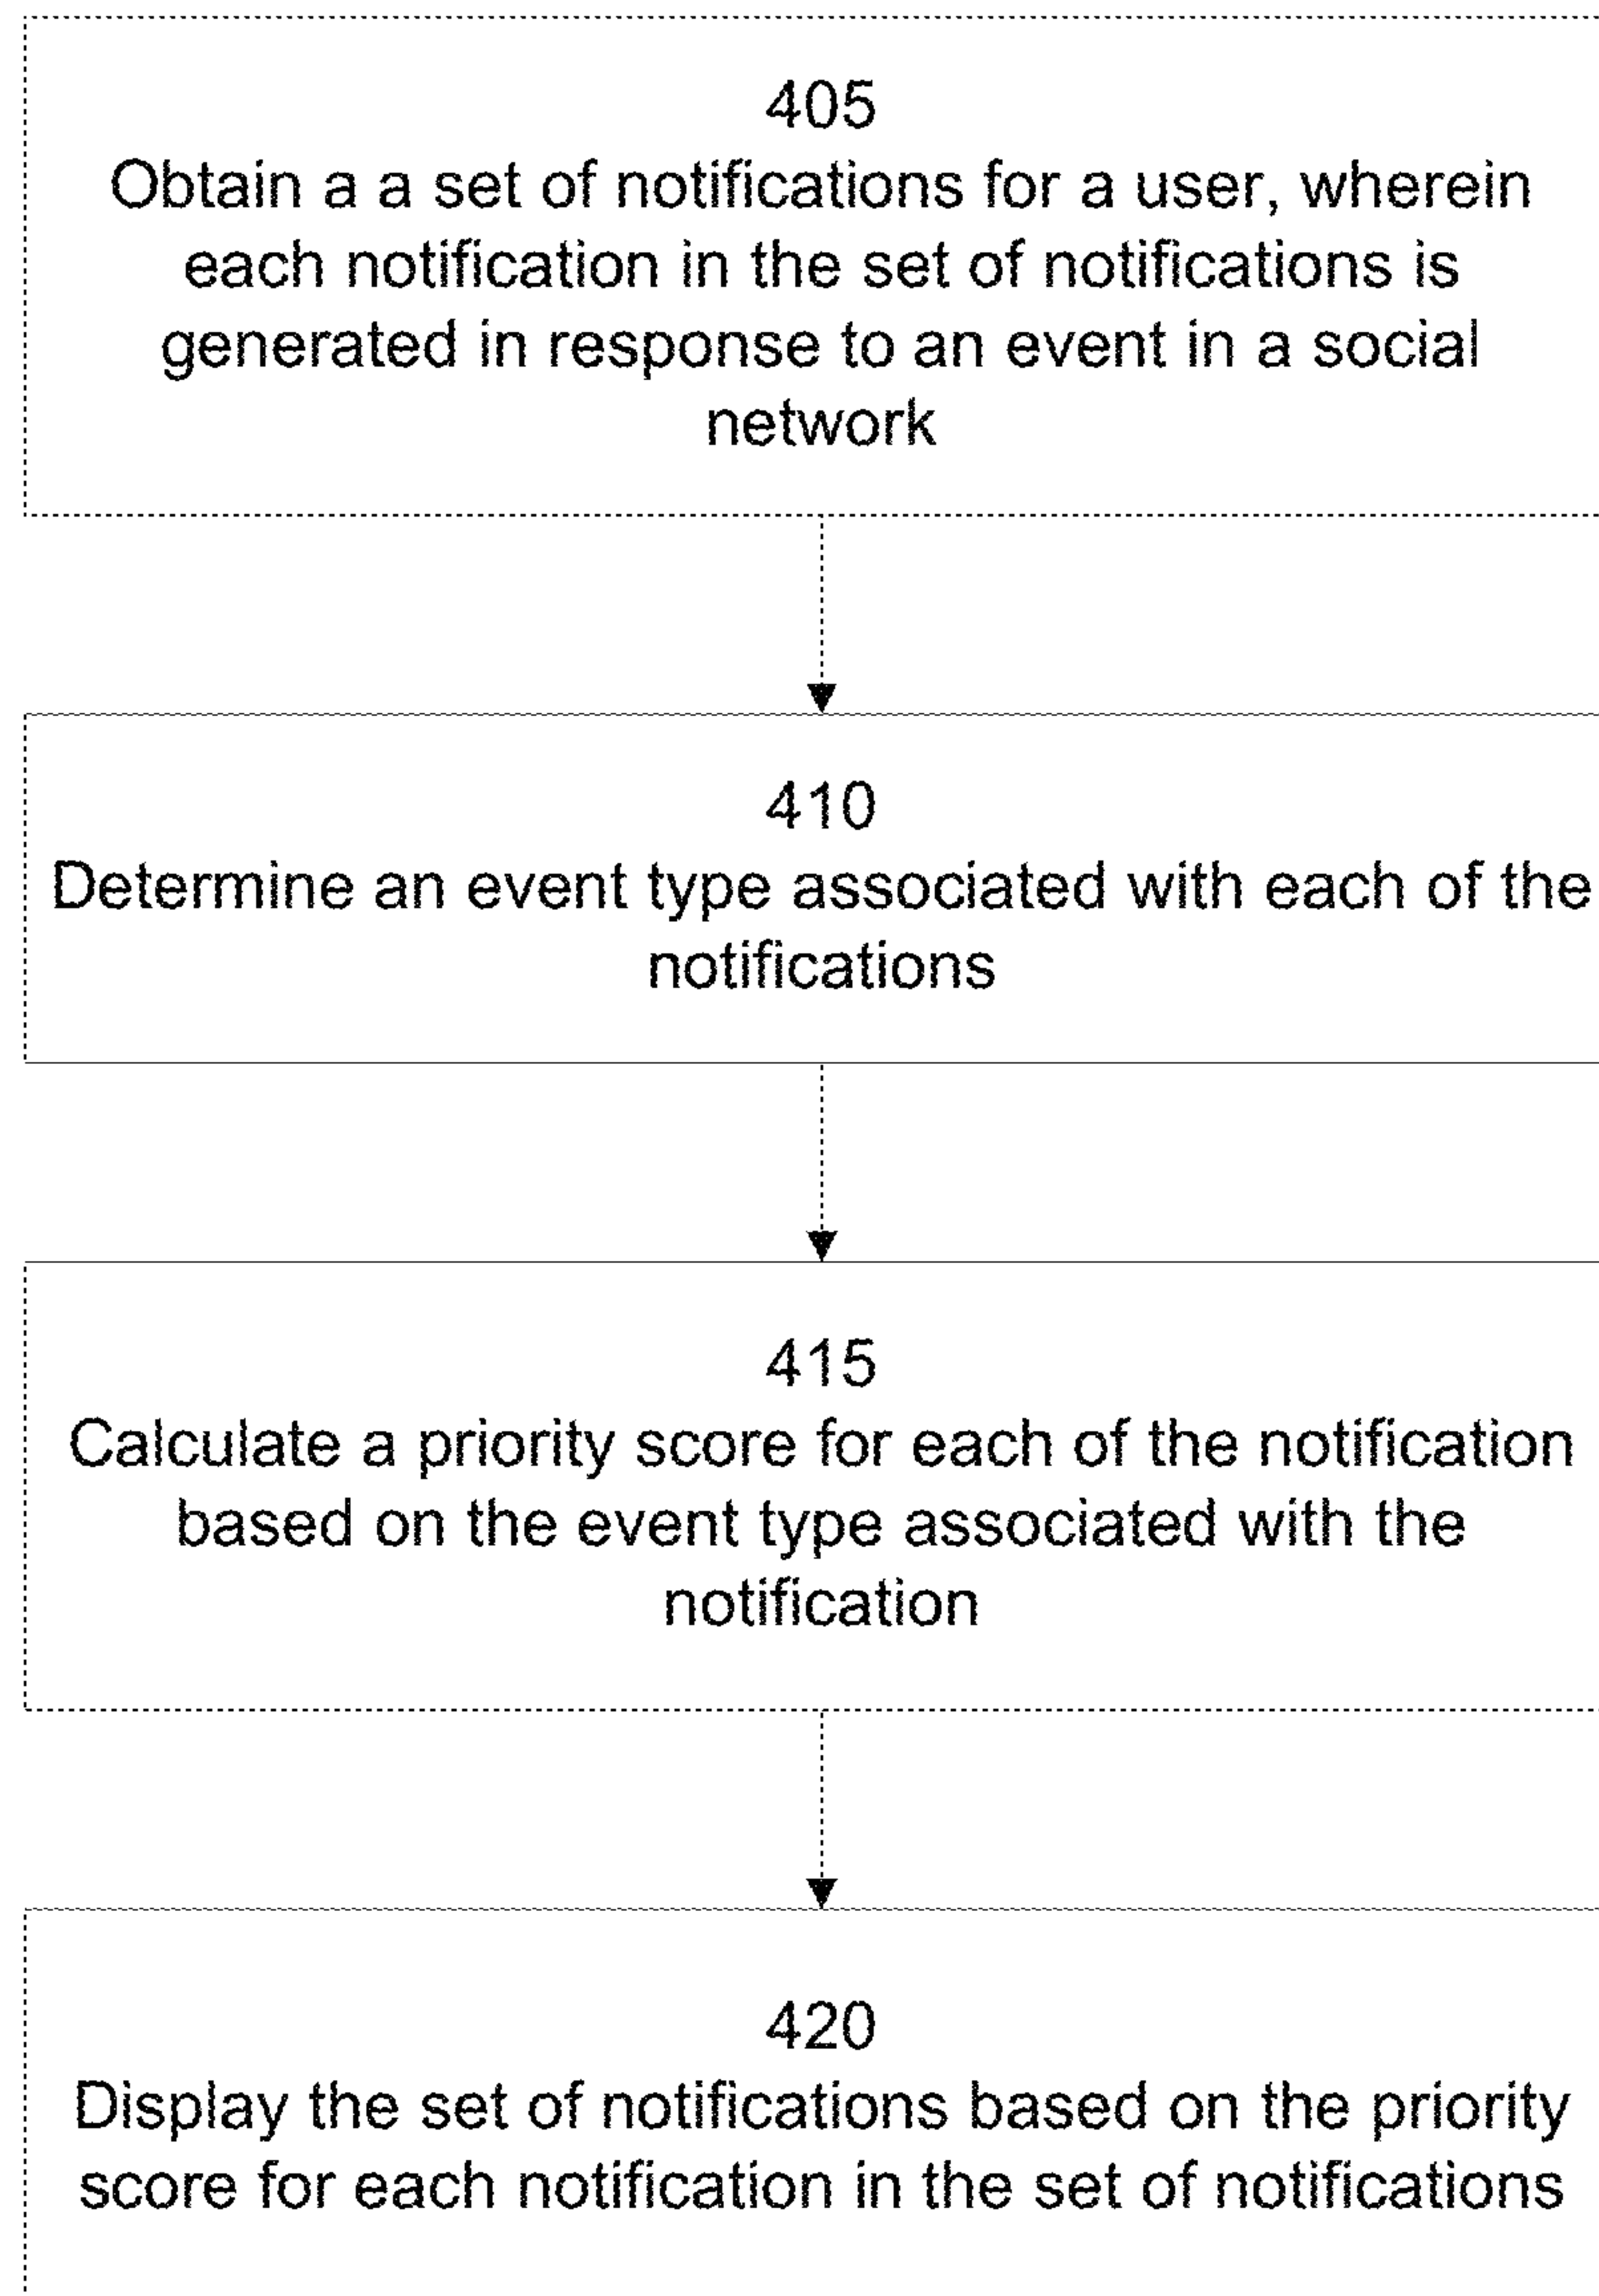 405
Obtain a a set of notifications for a user, wherein
each notification in the set of notifications is
generated in response to an event in a social
network
410
Determine an event type associated with each of the
notifications
415
Calculate a priority score for each of the notification
based on the event type associated with the
notification
420
Display the set of notifications based on the priority
score for each notification in the set of notifications